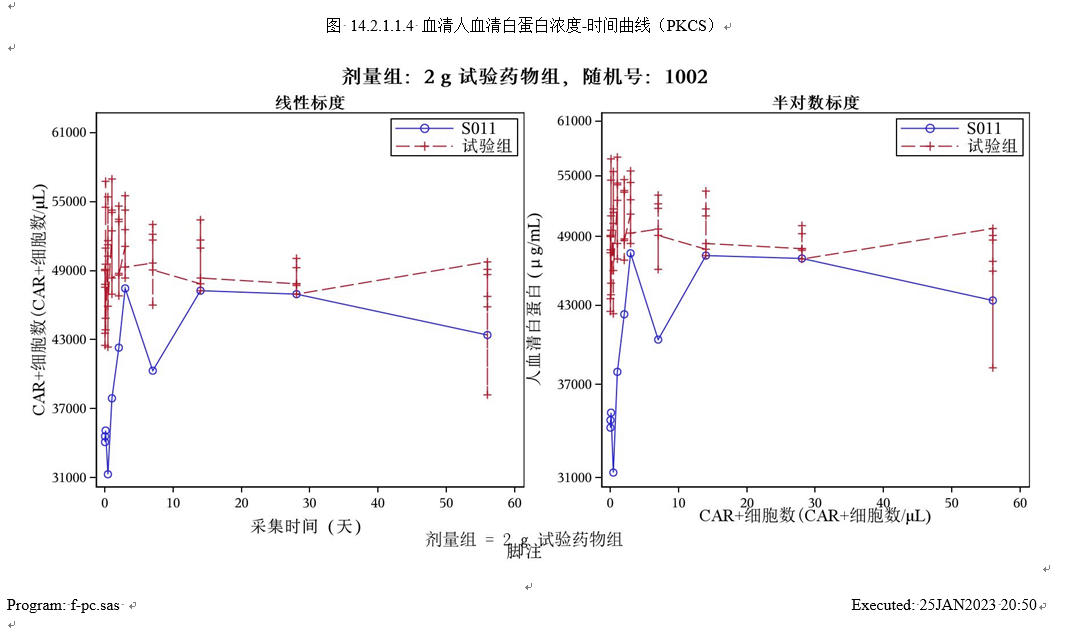 图 14.2.1.1.4 血清人血清白蛋白浓度-时间曲线（PKCS）
剂量组：2 g 试验药物组，随机号：1002
线性标度
半对数标度
CAR+细胞数(CAR+细胞数/μL)
61000
55000
49000
43000
37000
31000
S011
试验组
0 10 20 30 40 50 60
采集时间 (天)
人血清白蛋白(μg/mL)
61000
55000
49000
43000
37000
31000
S011
试验组
0 10 20 30 40 50 60
CAR+细胞数(CAR+细胞数/μL)
剂量组 = 2 g 试验药物组
脚注
Program: f-pc.sas
Executed: 25JAN2023 20:50